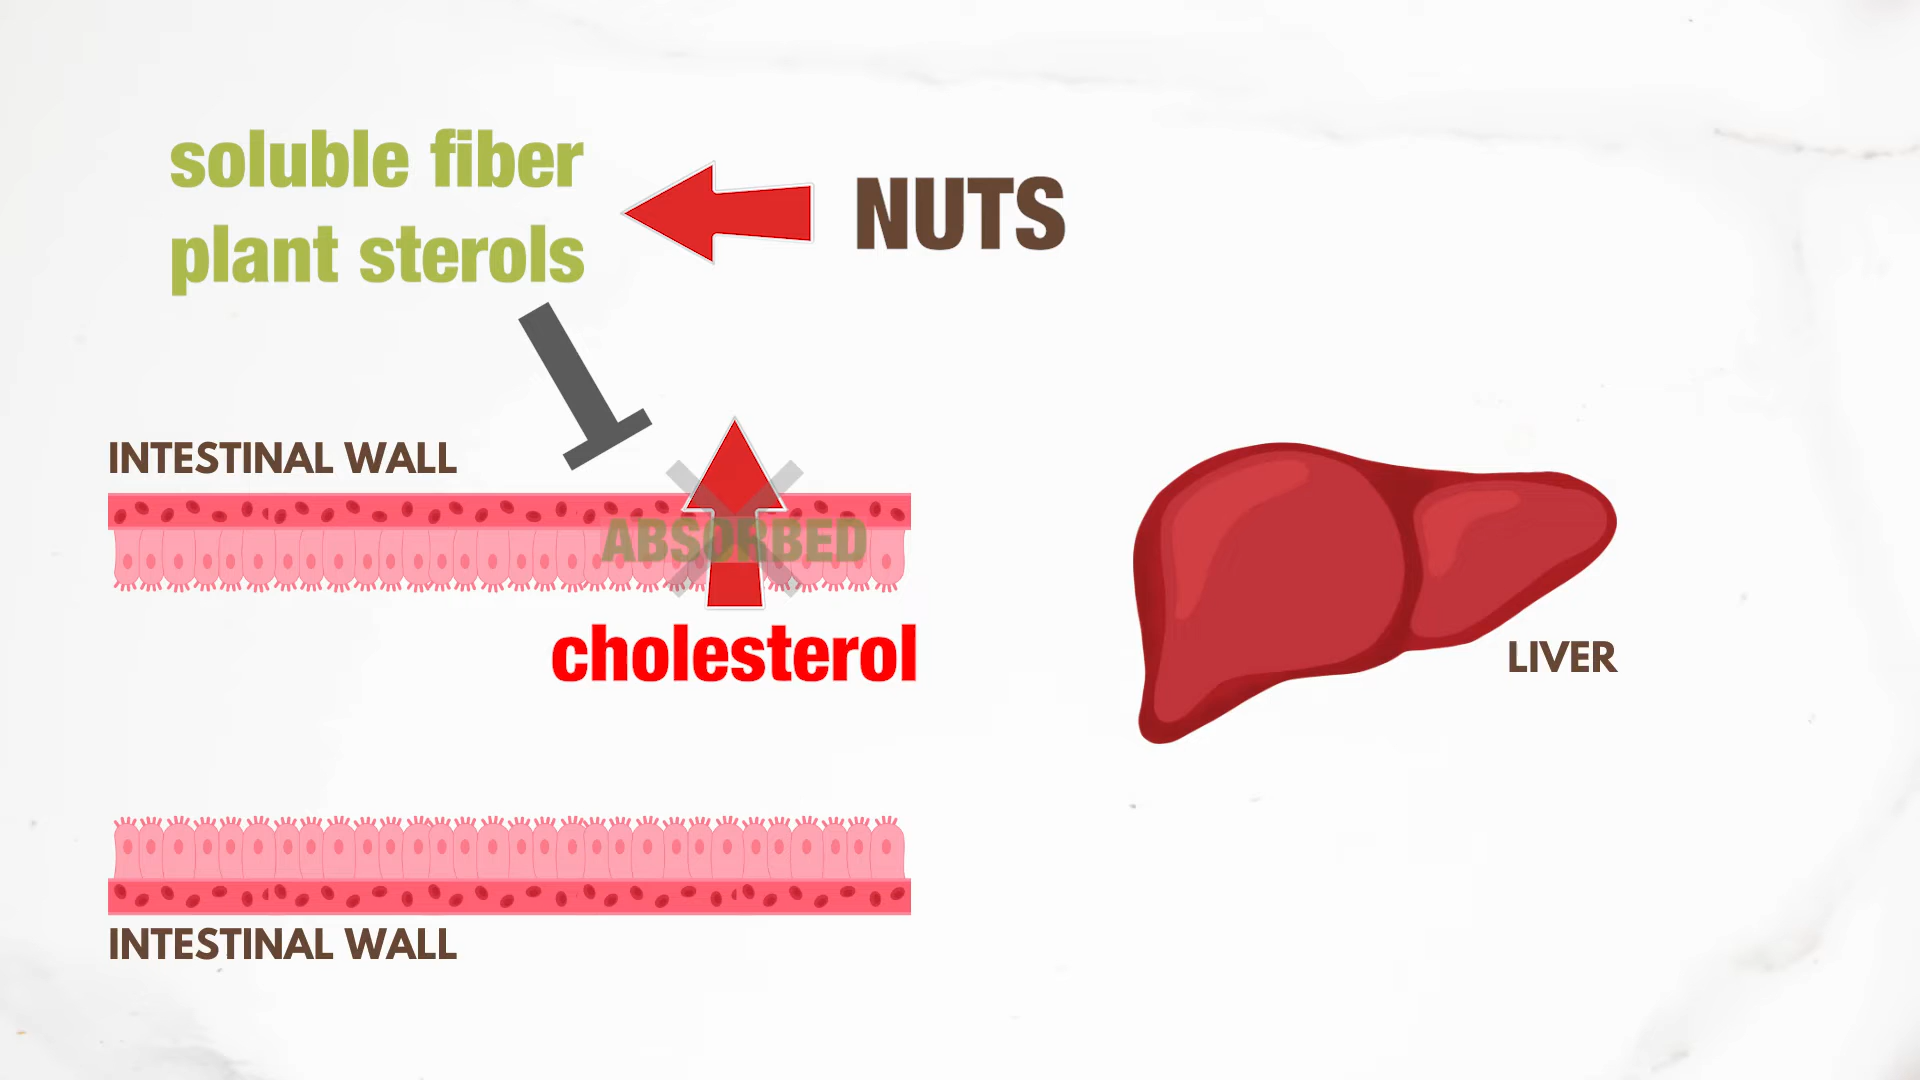 soluble fiber
plant sterols
NUTS
INTESTINAL WALL
ABSORBED
cholesterol
LIVER
INTESTINAL WALL